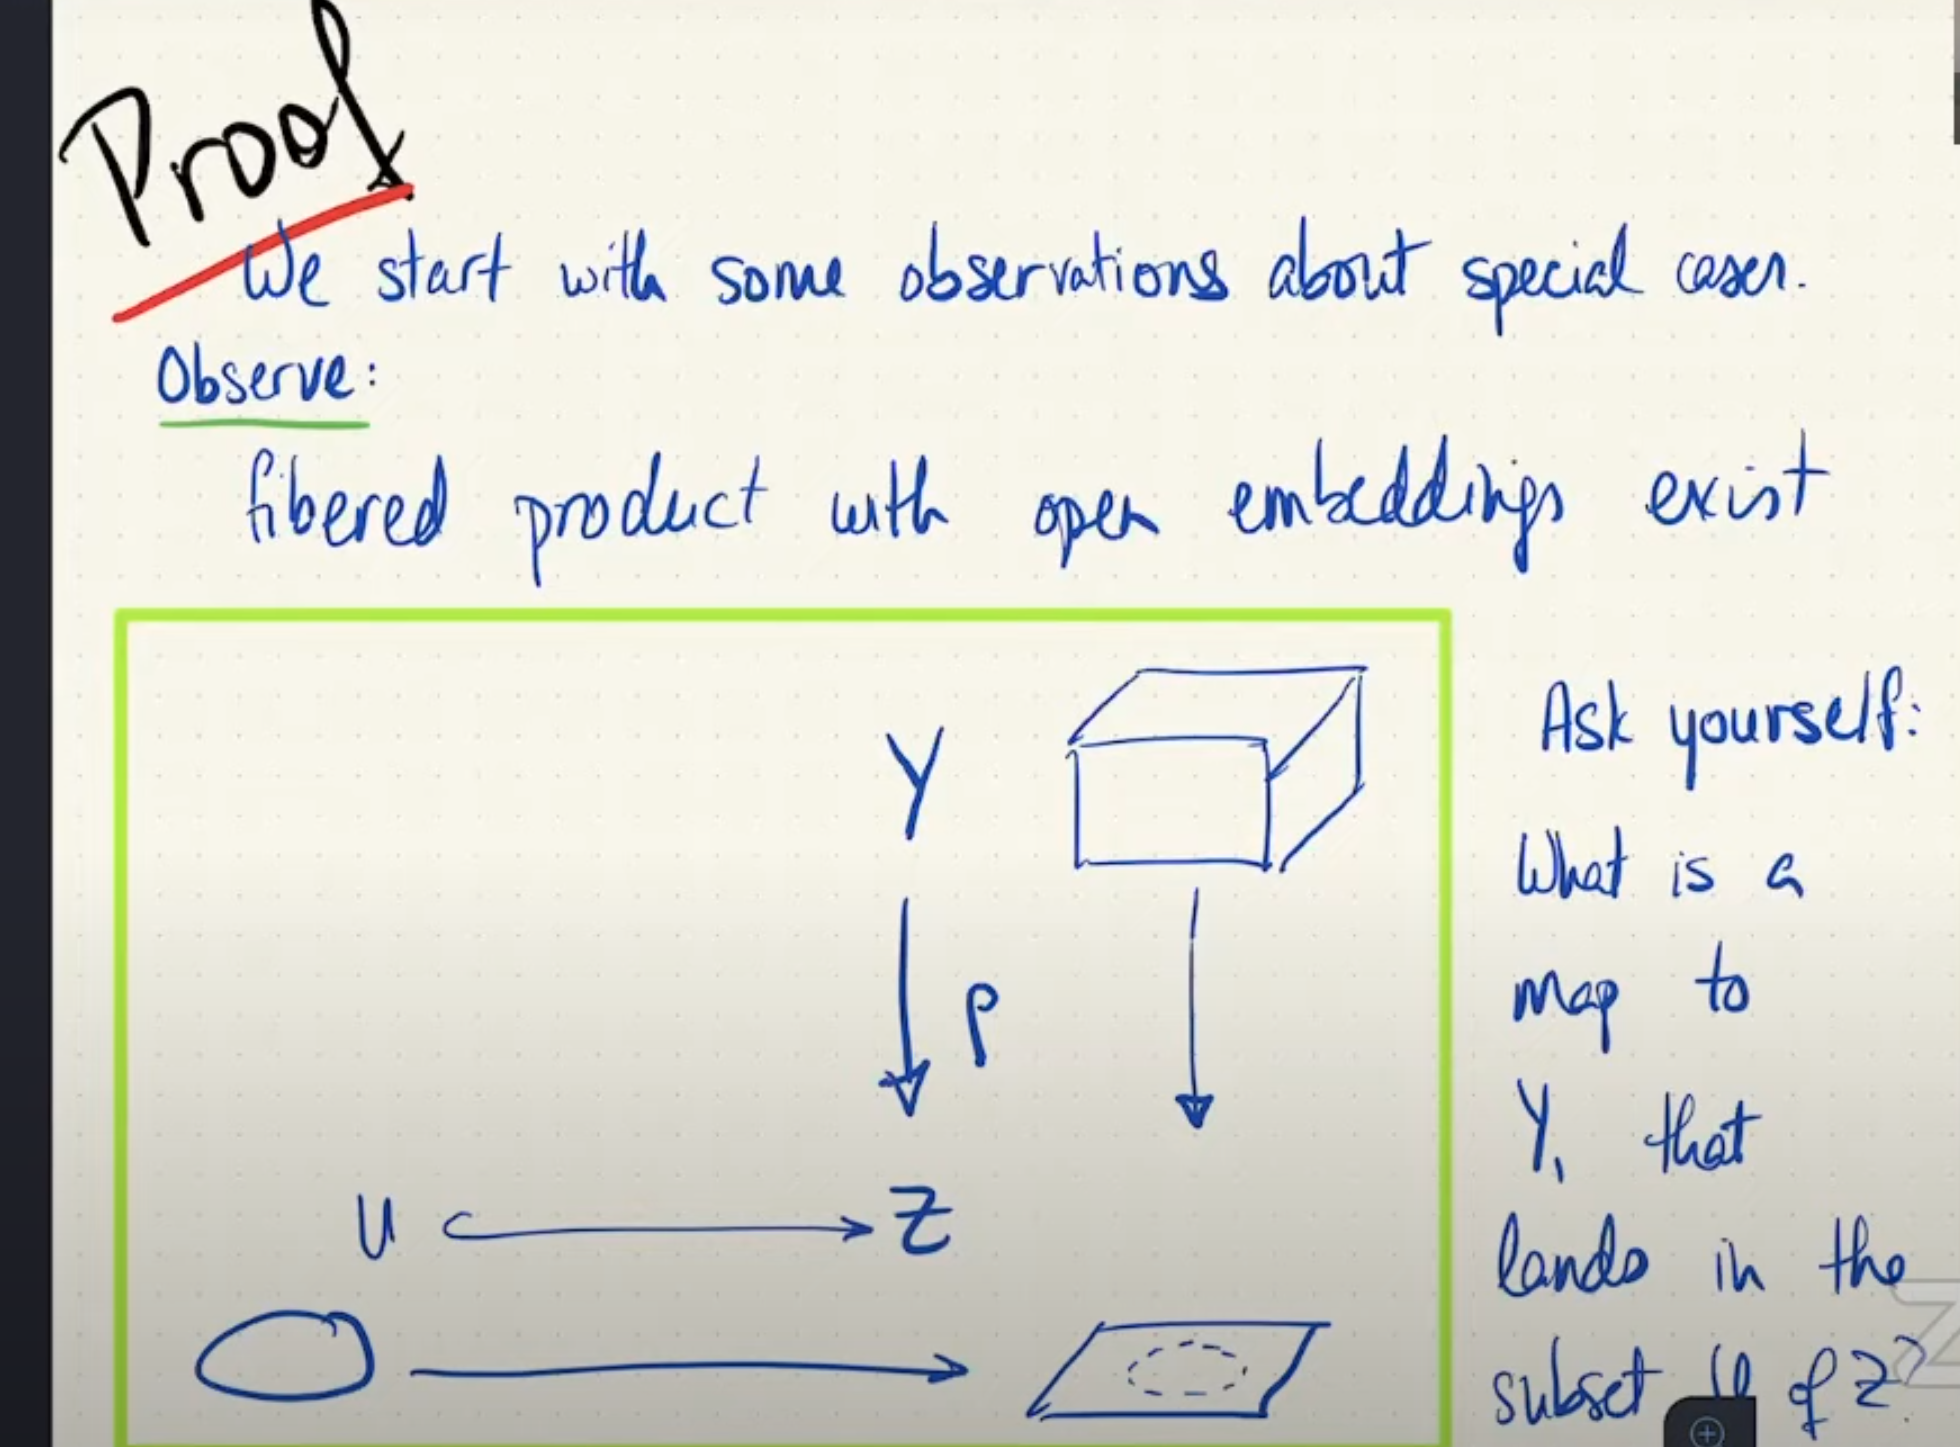 Proof
We start with some observations about special cases.
Observe:
fibered product with open embeddings exist
Y
Ask yourself:
What is a
map to
p
Y, that
U Z
lands in the
subset U of Z?